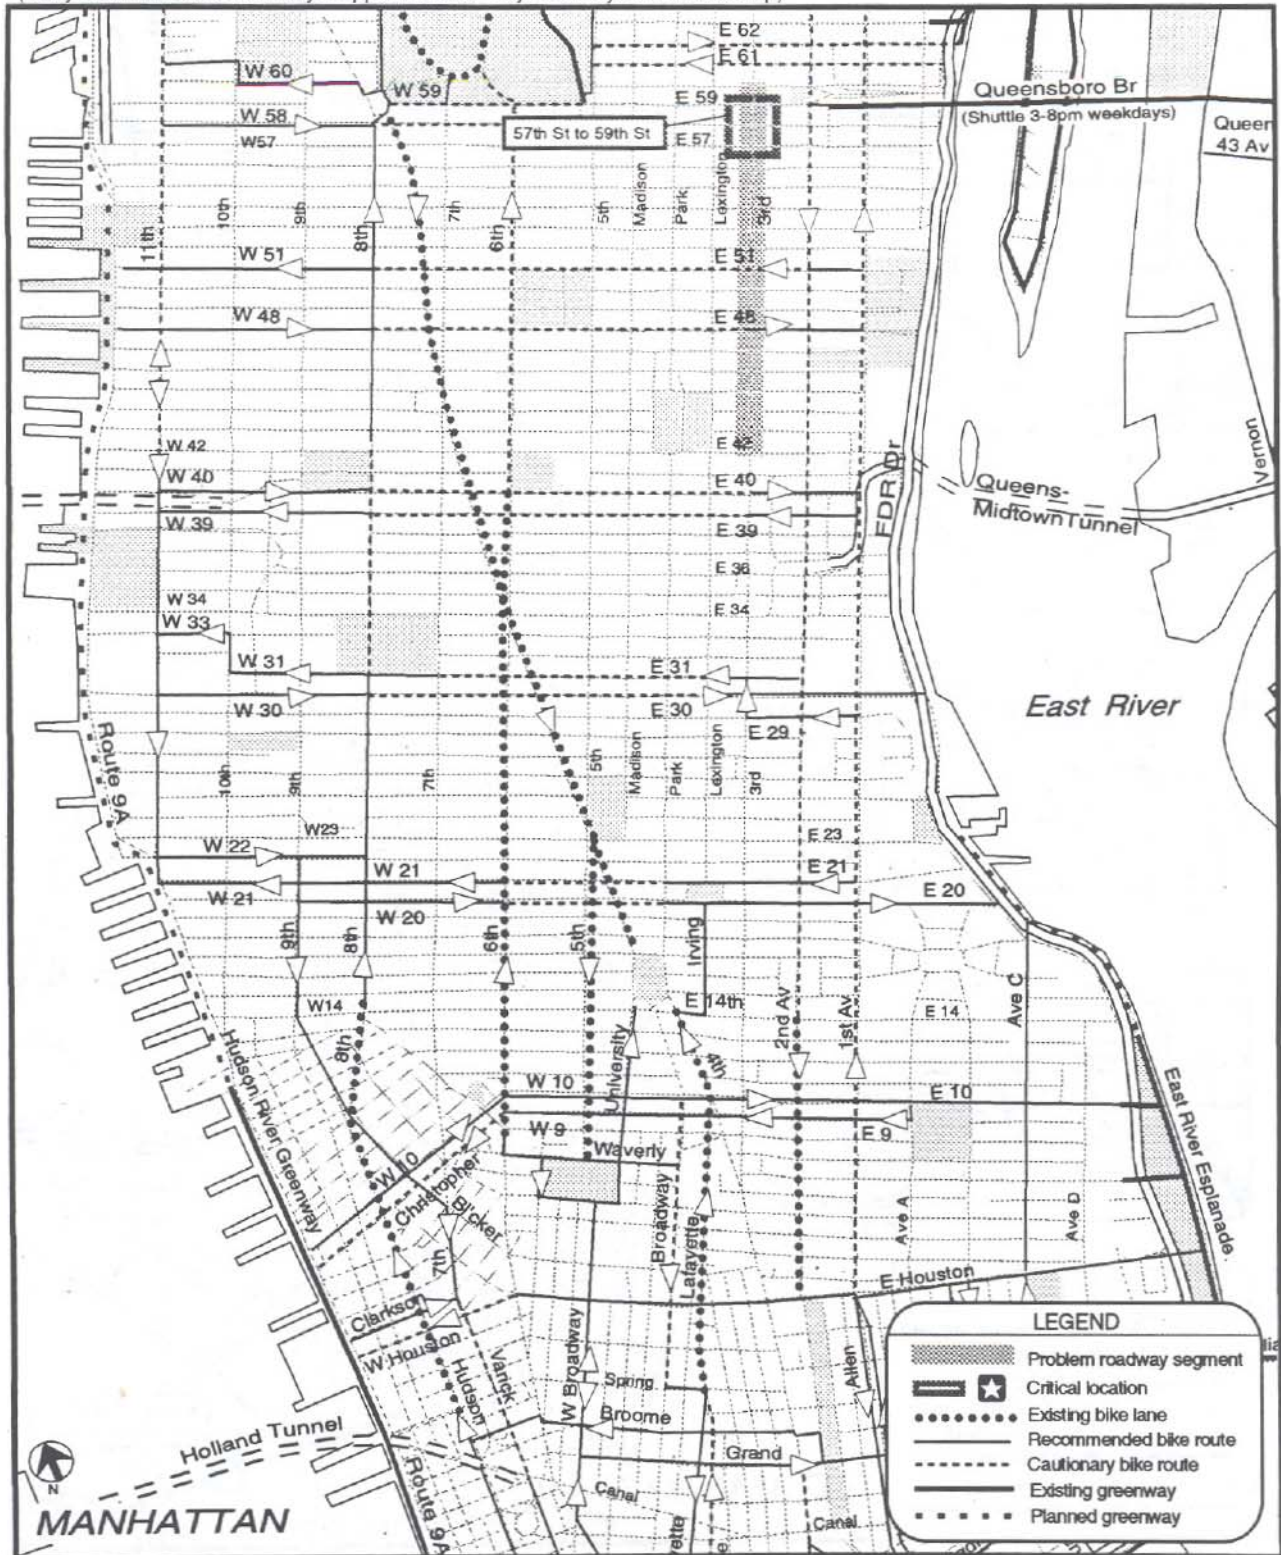 E 62
E 61
W 60
W 59
E 59
Queensboro Br
(Shuttle 3-8pm weekdays)
W 58
57th St to 59th St
W57
E 57
Queen
43 Av
11th
10th
9th
8th
7th
6th
5th
Madison
Park
Lexington
3rd
W 51
E 51
W 48
E 48
W 42
E 42
W 40
E 40
FDR Dr
Queens-
Midtown Tunnel
Vernon
W 39
E 39
E 36
W 34
E 34
W 33
W 31
E 31
W 30
E 30
E 29
East River
Route 9A
10th
9th
7th
5th
Madison
Park
Lexington
3rd
W23
E 23
W 22
W 21
E 21
W 21
E 20
W 20
9th
8th
6th
5th
Irving
W14
E 14th
2nd Av
1st Av
E 14
Ave C
8th
University
4th
Hudson River Greenway
W 10
E 10
W 9
E 9
Waverly
East River Esplanade
W 10
Christopher
Bl'cker
7th
Broadway
Lafayette
Ave A
Ave D
E Houston
Clarkson
W Houston
Hudson
Varick
W Broadway
Spring
Broome
Allen
Grand
Canal
Canal
Holland Tunnel
Route 9A
N
MANHATTAN
LEGEND
Problem roadway segment
Critical location
Existing bike lane
Recommended bike route
Cautionary bike route
Existing greenway
Planned greenway